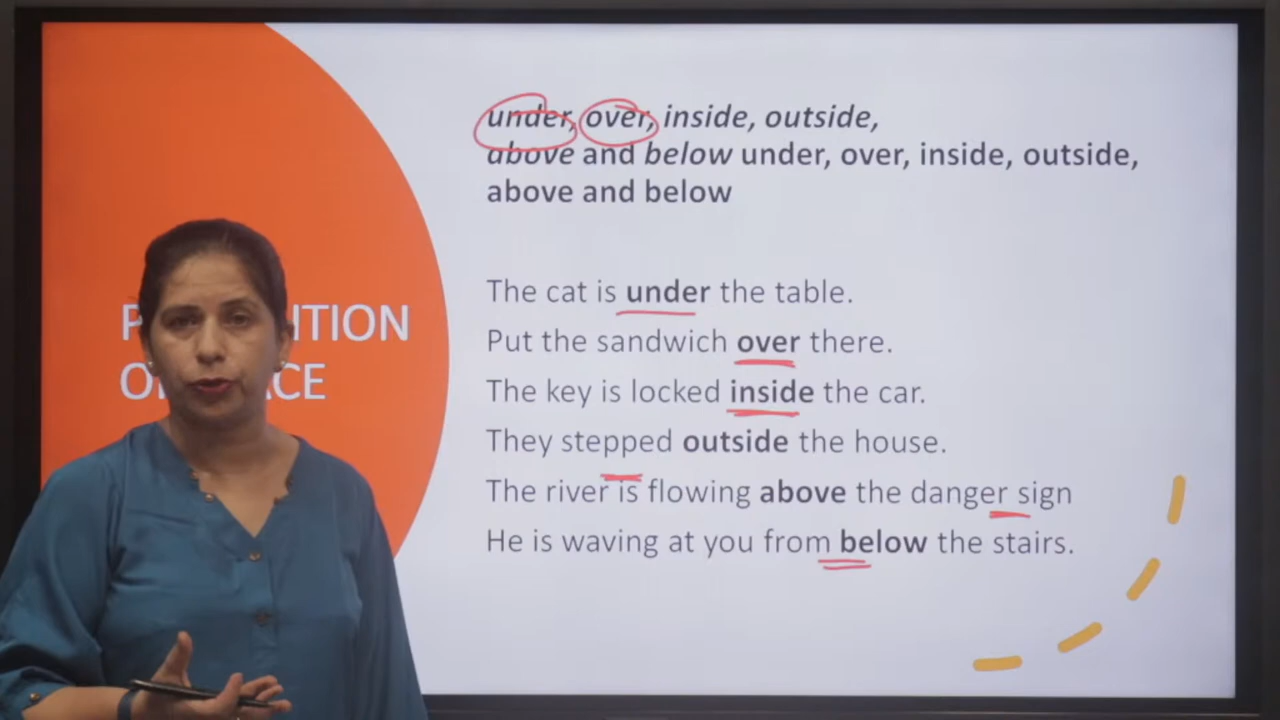 under, over, inside, outside,
above and below under, over, inside, outside,
above and below
The cat is under the table.
Put the sandwich over there.
The key is locked inside the car.
They stepped outside the house.
The river is flowing above the danger sign
He is waving at you from below the stairs.